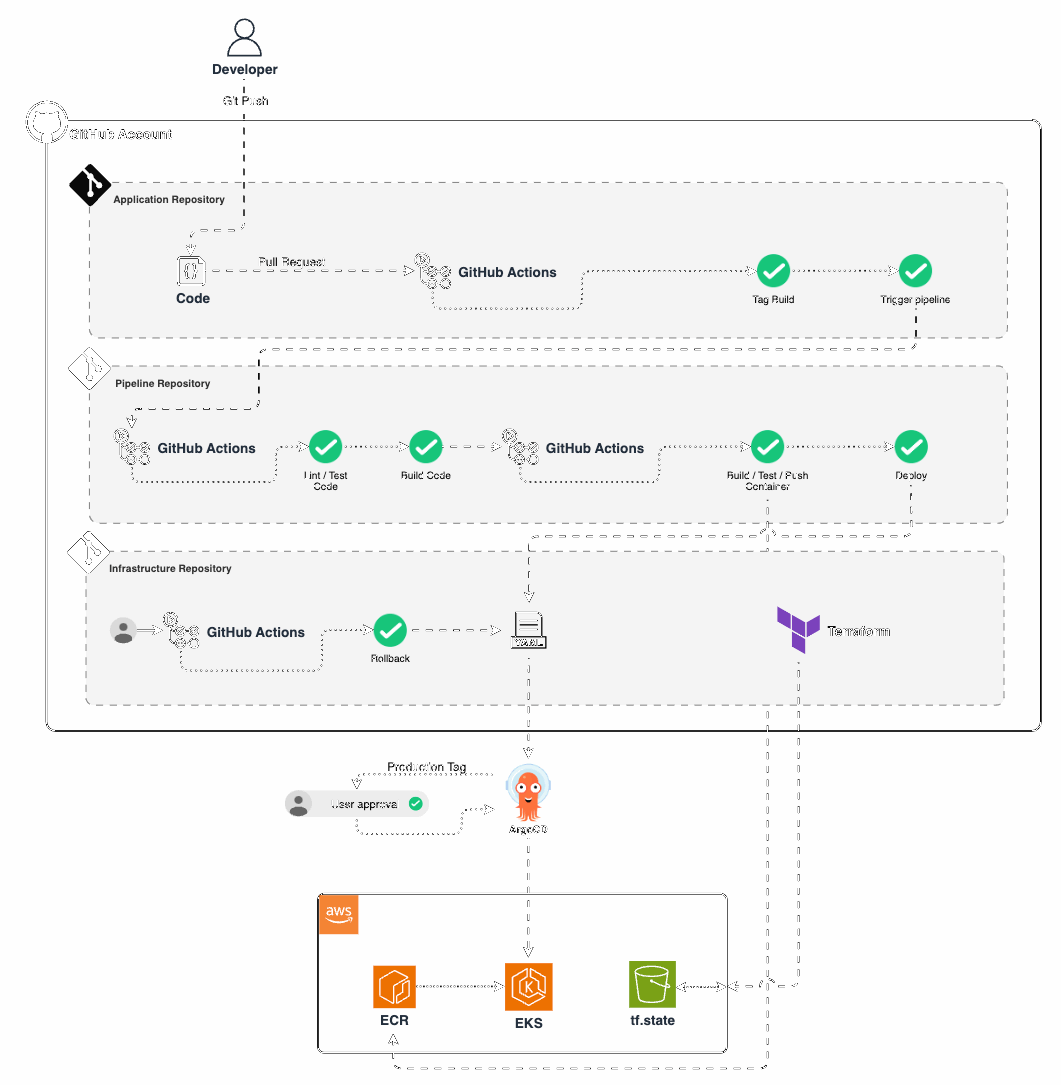 Developer
Git Push
GitHub Account
Application Repository
Pull Request
GitHub Actions
Code
Tag Build
Trigger pipeline
Pipeline Repository
GitHub Actions
GitHub Actions
Lint / Test
Code
Build Code
Build / Test / Push
Container
Deploy
Infrastructure Repository
GitHub Actions
Rollback
YAML
Terraform
Production Tag
User approval
ArgoCD
aws
ECR
EKS
tf.state